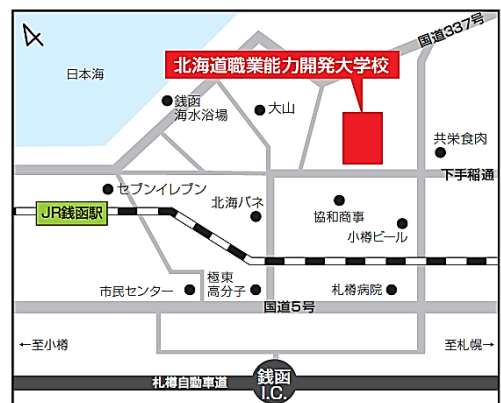 国道337号
日本海
北海道職業能力開発大学校
銭函
海水浴場
大山
共栄食肉
下手稲通
セブンイレブン
JR銭函駅
北海バネ
協和商事
小樽ビール
市民センター
極東
高分子
札樽病院
国道5号
←至小樽
至札幌→
札樽自動車道
銭函
I.C.